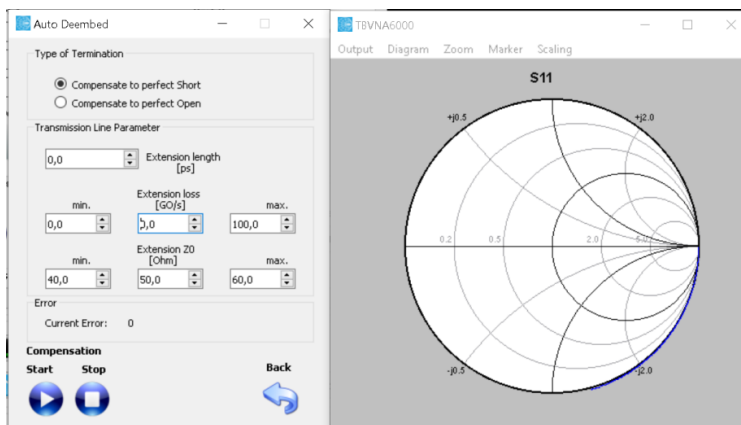 Auto Deembed
Type of Termination
Compensate to perfect Short
Compensate to perfect Open
Transmission Line Parameter
0,0
Extension length
[ps]
Extension loss
min.
[GO/s]
max.
0,0
0,0
100,0
Extension Z0
min.
[Ohm]
max.
40,0
50,0
60,0
Error
Current Error: 0
Compensation
Start Stop
Back
TBVNA6000
Output Diagram Zoom Marker Scaling
S11
+j0.5
+j2.0
0.2 0.5 2.0 5.0
-j0.5
-j2.0